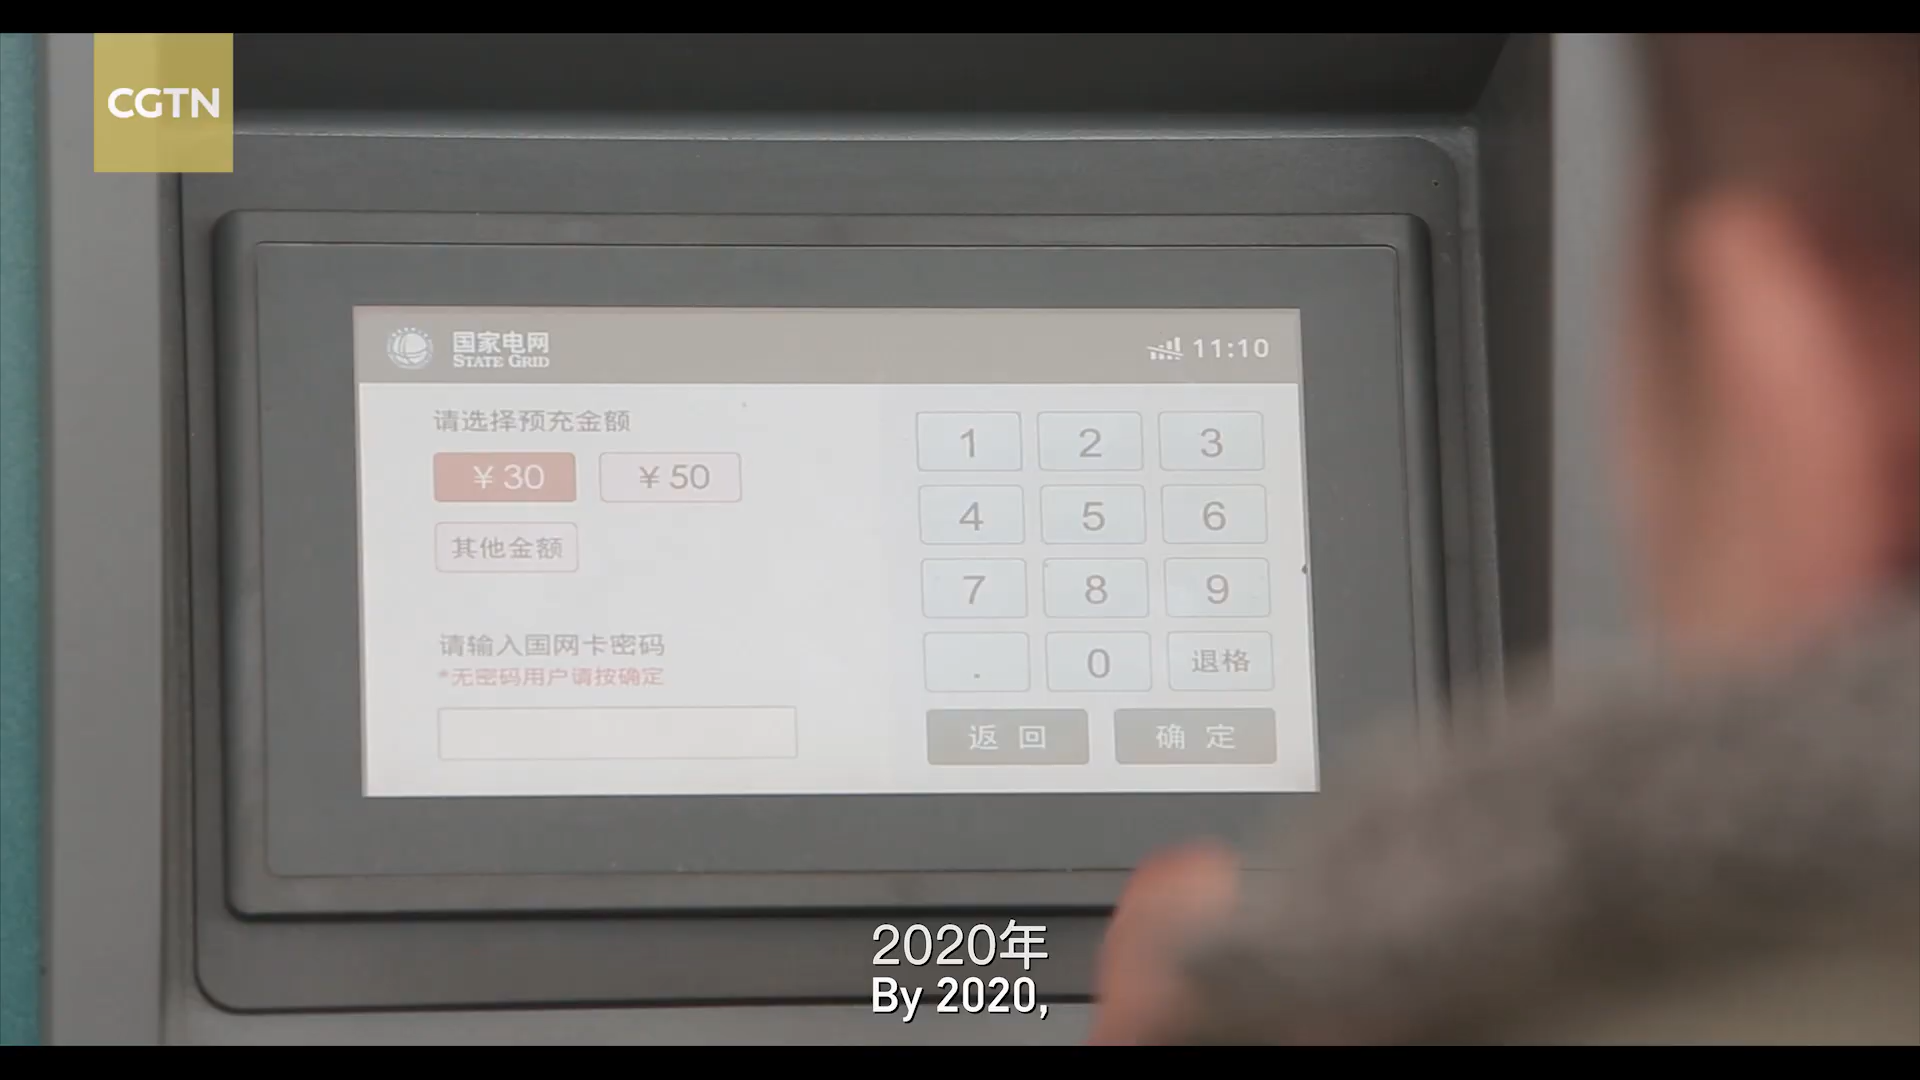 CGTN
国家电网
STATE GRID
11:10
请选择预充金额
¥30
¥50
其他金额
请输入国网卡密码
*无密码用户请按确定
1 2 3
4 5 6
7 8 9
. 0 退格
返回 确定
2020年
By 2020,